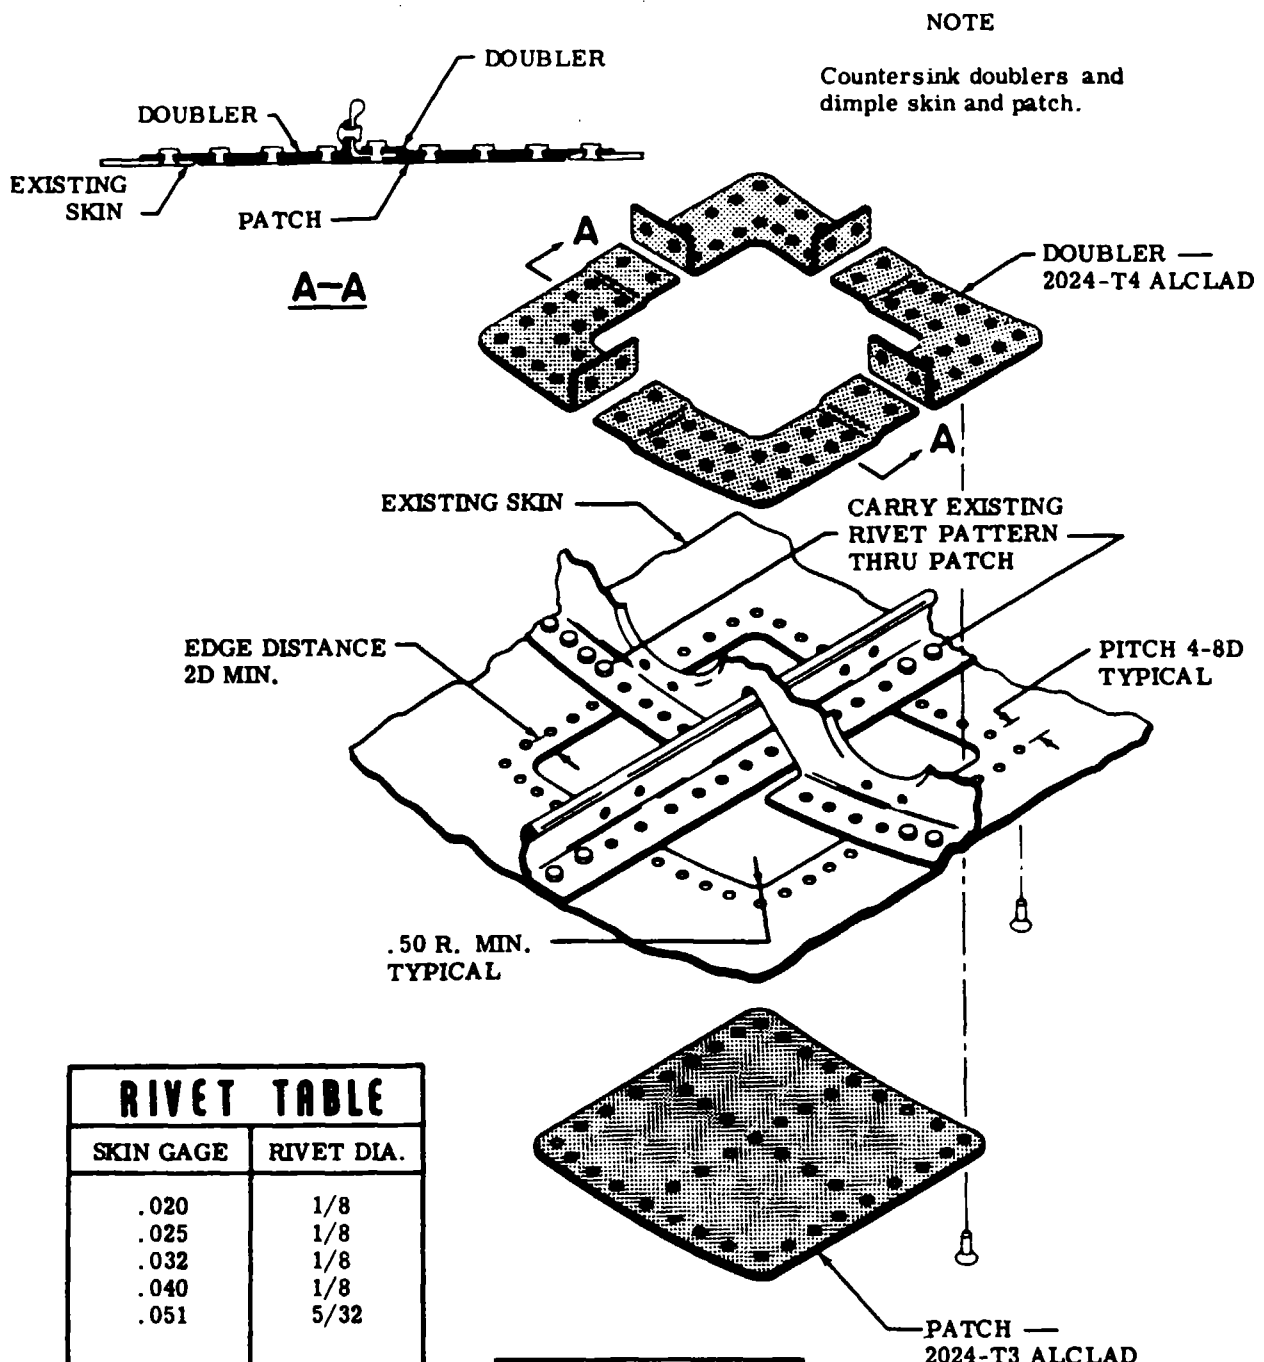 NOTE
Countersink doublers and
dimple skin and patch.
DOUBLER
DOUBLER
EXISTING
SKIN
PATCH
A-A
A
DOUBLER —
2024-T4 ALCLAD
A
EXISTING SKIN
CARRY EXISTING
RIVET PATTERN
THRU PATCH
EDGE DISTANCE
2D MIN.
PITCH 4-8D
TYPICAL
.50 R. MIN.
TYPICAL
RIVET TABLE
SKIN GAGE RIVET DIA.
.020 1/8
.025 1/8
.032 1/8
.040 1/8
.051 5/32
PATCH —
2024-T3 ALCLAD